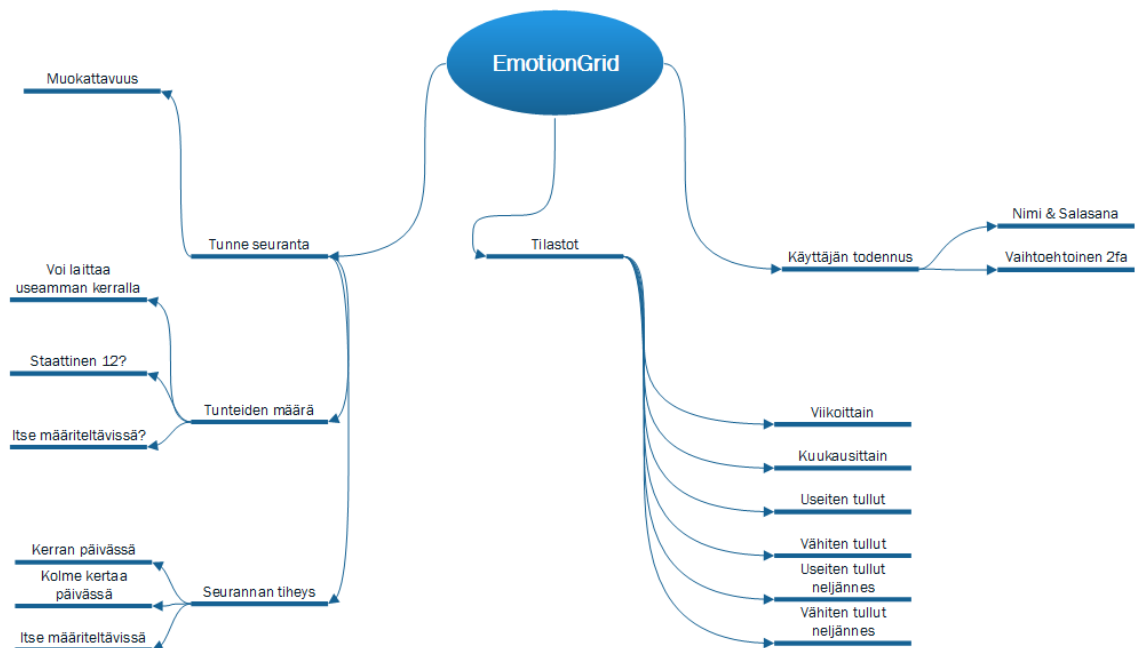 EmotionGrid
Muokattavuus
Tunne seuranta
Voi laittaa
useamman kerralla
Staattinen 12?
Tunteiden määrä
Itse määriteltävissä?
Kerran päivässä
Kolme kertaa
päivässä
Seurannan tiheys
Itse määriteltävissä
Tilastot
Viikoittain
Kuukausittain
Useiten tullut
Vähiten tullut
Useiten tullut
neljännes
Vähiten tullut
neljännes
Käyttäjän todennus
Nimi & Salasana
Vaihtoehtoinen 2fa